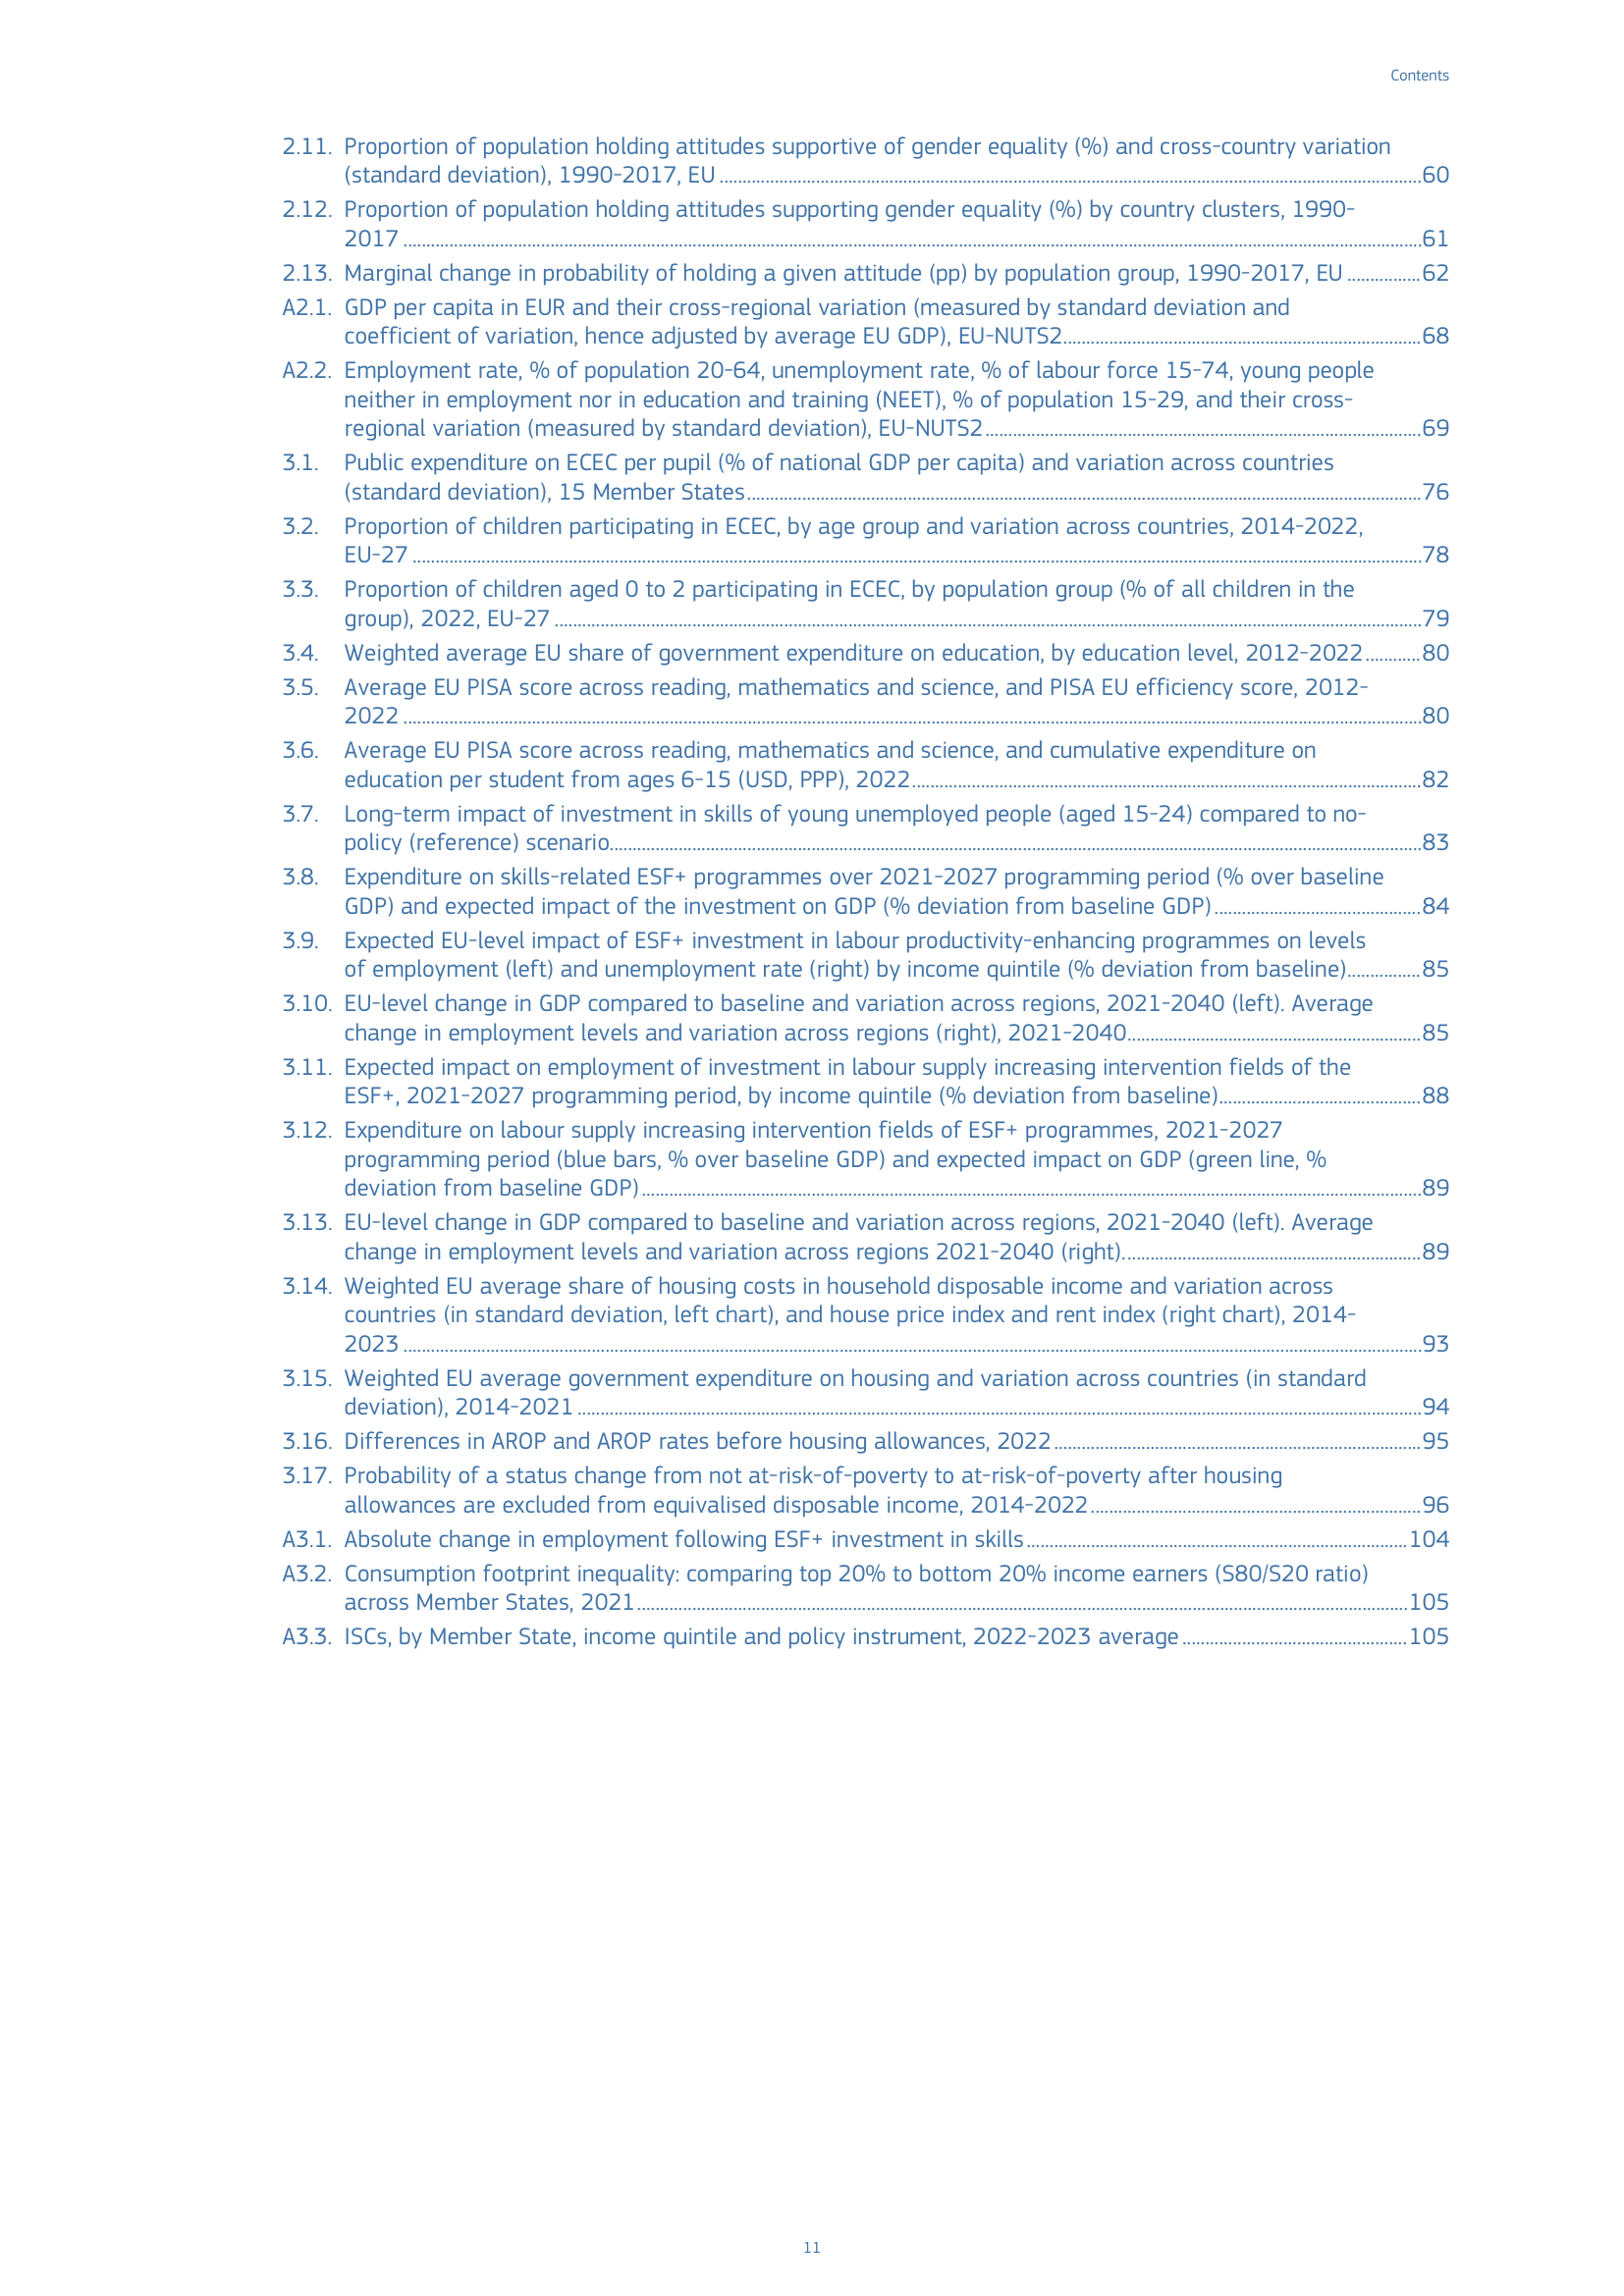 Contents
2.11. Proportion of population holding attitudes supportive of gender equality (%) and cross-country variation
(standard deviation), 1990-2017, EU ........ 60
2.12. Proportion of population holding attitudes supporting gender equality (%) by country clusters, 1990-
2017 ........ 61
2.13. Marginal change in probability of holding a given attitude (pp) by population group, 1990-2017, EU ........ 62
A2.1. GDP per capita in EUR and their cross-regional variation (measured by standard deviation and
coefficient of variation, hence adjusted by average EU GDP), EU-NUTS2 ........ 68
A2.2. Employment rate, % of population 20-64, unemployment rate, % of labour force 15-74, young people
neither in employment nor in education and training (NEET), % of population 15-29, and their cross-
regional variation (measured by standard deviation), EU-NUTS2 ........ 69
3.1. Public expenditure on ECEC per pupil (% of national GDP per capita) and variation across countries
(standard deviation), 15 Member States ........ 76
3.2. Proportion of children participating in ECEC, by age group and variation across countries, 2014-2022,
EU-27 ........ 78
3.3. Proportion of children aged 0 to 2 participating in ECEC, by population group (% of all children in the
group), 2022, EU-27 ........ 79
3.4. Weighted average EU share of government expenditure on education, by education level, 2012-2022 ........ 80
3.5. Average EU PISA score across reading, mathematics and science, and PISA EU efficiency score, 2012-
2022 ........ 80
3.6. Average EU PISA score across reading, mathematics and science, and cumulative expenditure on
education per student from ages 6-15 (USD, PPP), 2022 ........ 82
3.7. Long-term impact of investment in skills of young unemployed people (aged 15-24) compared to no-
policy (reference) scenario ........ 83
3.8. Expenditure on skills-related ESF+ programmes over 2021-2027 programming period (% over baseline
GDP) and expected impact of the investment on GDP (% deviation from baseline GDP) ........ 84
3.9. Expected EU-level impact of ESF+ investment in labour productivity-enhancing programmes on levels
of employment (left) and unemployment rate (right) by income quintile (% deviation from baseline) ........ 85
3.10. EU-level change in GDP compared to baseline and variation across regions, 2021-2040 (left). Average
change in employment levels and variation across regions (right), 2021-2040 ........ 85
3.11. Expected impact on employment of investment in labour supply increasing intervention fields of the
ESF+, 2021-2027 programming period, by income quintile (% deviation from baseline) ........ 88
3.12. Expenditure on labour supply increasing intervention fields of ESF+ programmes, 2021-2027
programming period (blue bars, % over baseline GDP) and expected impact on GDP (green line, %
deviation from baseline GDP) ........ 89
3.13. EU-level change in GDP compared to baseline and variation across regions, 2021-2040 (left). Average
change in employment levels and variation across regions 2021-2040 (right). ........ 89
3.14. Weighted EU average share of housing costs in household disposable income and variation across
countries (in standard deviation, left chart), and house price index and rent index (right chart), 2014-
2023 ........ 93
3.15. Weighted EU average government expenditure on housing and variation across countries (in standard
deviation), 2014-2021 ........ 94
3.16. Differences in AROP and AROP rates before housing allowances, 2022 ........ 95
3.17. Probability of a status change from not at-risk-of-poverty to at-risk-of-poverty after housing
allowances are excluded from equivalised disposable income, 2014-2022 ........ 96
A3.1. Absolute change in employment following ESF+ investment in skills ........ 104
A3.2. Consumption footprint inequality: comparing top 20% to bottom 20% income earners (S80/S20 ratio)
across Member States, 2021 ........ 105
A3.3. ISCs, by Member State, income quintile and policy instrument, 2022-2023 average ........ 105
11